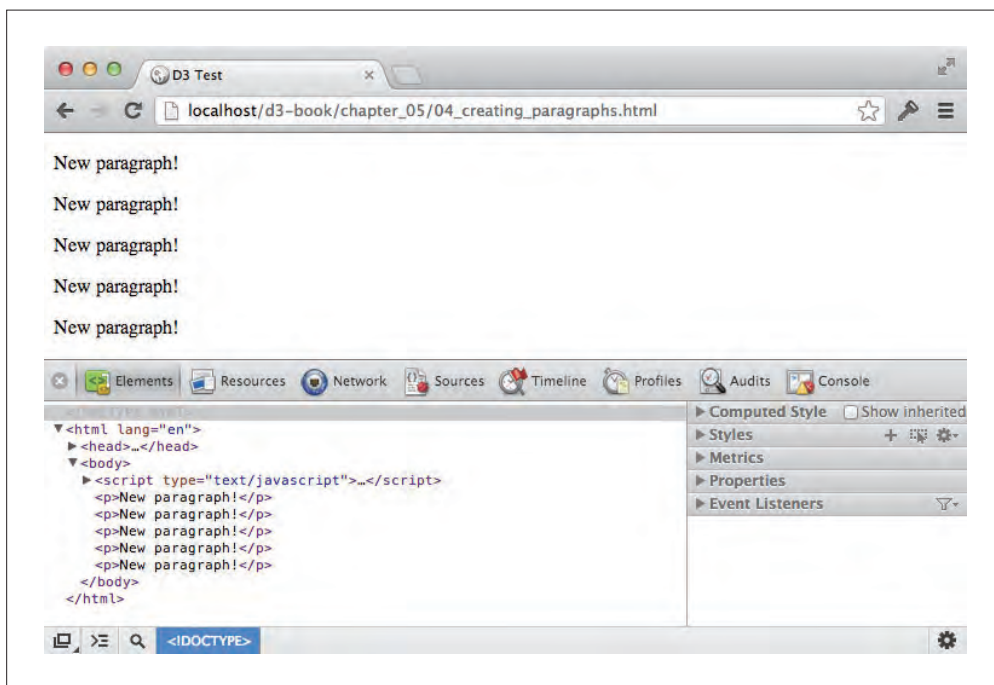 D3 Test
localhost/d3-book/chapter_05/04_creating_paragraphs.html
New paragraph!
New paragraph!
New paragraph!
New paragraph!
New paragraph!
Elements Resources Network Sources Timeline Profiles Audits Console
<!DOCTYPE html>
▼<html lang="en">
▶<head>…</head>
▼<body>
▶<script type="text/javascript">…</script>
<p>New paragraph!</p>
<p>New paragraph!</p>
<p>New paragraph!</p>
<p>New paragraph!</p>
<p>New paragraph!</p>
</body>
</html>
▶ Computed Style Show inherited
▶ Styles
▶ Metrics
▶ Properties
▶ Event Listeners
<!DOCTYPE>